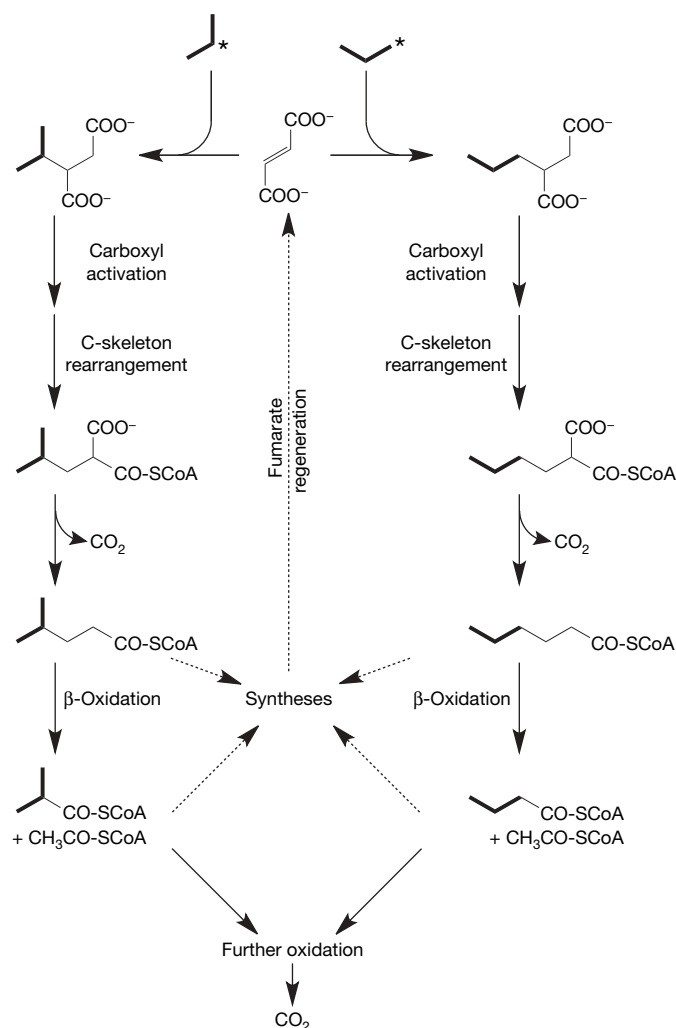 *
*
COO⁻
COO⁻
COO⁻
COO⁻
COO⁻
COO⁻
Carboxyl
activation
Carboxyl
activation
C-skeleton
rearrangement
C-skeleton
rearrangement
Fumarate
regeneration
COO⁻
CO-SCoA
COO⁻
CO-SCoA
CO₂
CO₂
CO-SCoA
CO-SCoA
β-Oxidation
Syntheses
β-Oxidation
CO-SCoA
+ CH₃CO-SCoA
CO-SCoA
+ CH₃CO-SCoA
Further oxidation
CO₂